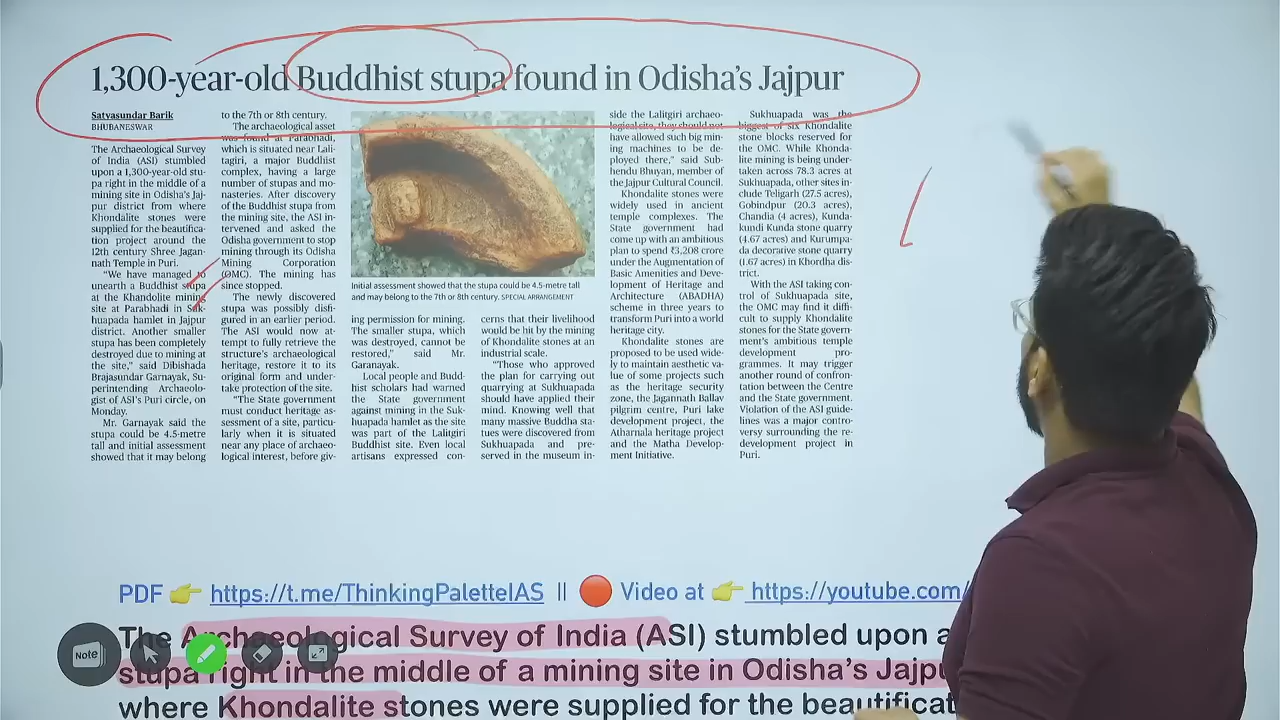 1,300-year-old Buddhist stupa found in Odisha's Jajpur
Satyasundar Barik
BHUBANESWAR
The Archaeological Survey
of India (ASI) stumbled
upon a 1,300-year-old stu-
pa right in the middle of a
mining site in Odisha's Jaj-
pur district from where
Khondalite stones were
supplied for the beautifica-
tion project around the
12th century Shree Jagan-
nath Temple in Puri.
"We have managed to
unearth a Buddhist stupa
at the Khandolite mining
site at Parabhadi in Suk-
huapada hamlet in Jajpur
district. Another smaller
stupa has been completely
destroyed due to mining at
the site," said Dibishada
Brajasundar Garnayak, Su-
perintending Archaeolo-
gist of ASI's Puri circle, on
Monday.
Mr. Garnayak said the
stupa could be 4.5-metre
tall and initial assessment
showed that it may belong
to the 7th or 8th century.
The archaeological asset
was found at Parabhadi,
which is situated near Lali-
tagiri, a major Buddhist
complex, having a large
number of stupas and mo-
nasteries. After discovery
of the Buddhist stupa from
the mining site, the ASI in-
tervened and asked the
Odisha government to stop
mining through its Odisha
Mining Corporation
(OMC). The mining has
since stopped.
The newly discovered
stupa was possibly disfi-
gured in an earlier period.
The ASI would now at-
tempt to fully retrieve the
structure's archaeological
heritage, restore it to its
original form and under-
take protection of the site.
"The State government
must conduct heritage as-
sessment of a site, particu-
larly when it is situated
near any place of archaeo-
logical interest, before giv-
Initial assessment showed that the stupa could be 4.5-metre tall
and may belong to the 7th or 8th century. SPECIAL ARRANGEMENT
ing permission for mining.
The smaller stupa, which
was destroyed, cannot be
restored," said Mr.
Garanayak.
Local people and Budd-
hist scholars had warned
the State government
against mining in the Suk-
huapada hamlet as the site
was part of the Lalitgiri
Buddhist site. Even local
artisans expressed con-
cerns that their livelihood
would be hit by the mining
of Khondalite stones at an
industrial scale.
"Those who approved
the plan for carrying out
quarrying at Sukhuapada
should have applied their
mind. Knowing well that
many massive Buddha sta-
tues were discovered from
Sukhuapada and pre-
served in the museum in-
side the Lalitgiri archaeo-
logical site, they should not
have allowed such big min-
ing machines to be de-
ployed there," said Sub-
hendu Bhuyan, member of
the Jajpur Cultural Council.
Khondalite stones were
widely used in ancient
temple complexes. The
State government had
come up with an ambitious
plan to spend ₹3,208 crore
under the Augmentation of
Basic Amenities and Deve-
lopment of Heritage and
Architecture (ABADHA)
scheme in three years to
transform Puri into a world
heritage city.
Khondalite stones are
proposed to be used wide-
ly to maintain aesthetic va-
lue of some projects such
as the heritage security
zone, the Jagannath Ballav
pilgrim centre, Puri lake
development project, the
Atharnala heritage project
and the Matha Develop-
ment Initiative.
Sukhuapada was the
biggest of six Khondalite
stone blocks reserved for
the OMC. While Khonda-
lite mining is being under-
taken across 78.3 acres at
Sukhuapada, other sites in-
clude Teligarh (27.5 acres),
Gobindpur (20.3 acres),
Chandia (4 acres), Kunda-
kundi Kunda stone quarry
(4.67 acres) and Kurumpa-
da decorative stone quarry
(1.67 acres) in Khordha dis-
trict.
With the ASI taking con-
trol of Sukhuapada site,
the OMC may find it diffi-
cult to supply Khondalite
stones for the State govern-
ment's ambitious temple
development pro-
grammes. It may trigger
another round of confron-
tation between the Centre
and the State government.
Violation of the ASI guide-
lines was a major contro-
versy surrounding the re-
development project in
Puri.
PDF 👉 https://t.me/ThinkingPaletteIAS || 🔴 Video at 👉 https://youtube.com/
The Archaeological Survey of India (ASI) stumbled upon a
stupa right in the middle of a mining site in Odisha's Jajpu
where Khondalite stones were supplied for the beautificat
Note